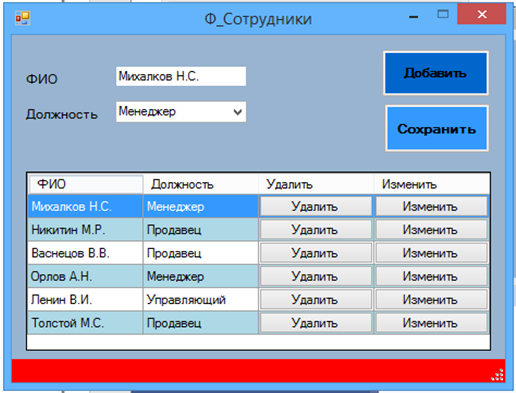 Ф_Сотрудники
ФИО Михалков Н.С. Добавить
Должность Менеджер Сохранить
ФИО Должность Удалить Изменить
Михалков Н.С. Менеджер Удалить Изменить
Никитин М.Р. Продавец Удалить Изменить
Васнецов В.В. Продавец Удалить Изменить
Орлов А.Н. Менеджер Удалить Изменить
Ленин В.И. Управляющий Удалить Изменить
Толстой М.С. Продавец Удалить Изменить